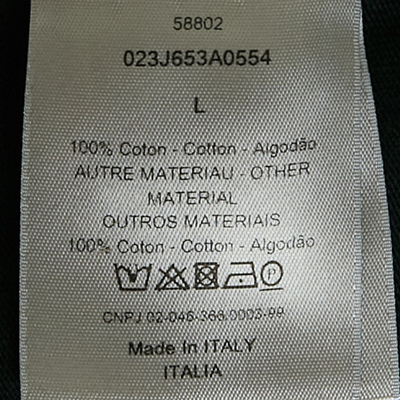 58802
023J653A0554
L
100% Coton - Cotton - Algodão
AUTRE MATERIAU - OTHER
MATERIAL
OUTROS MATERIAIS
100% Coton - Cotton - Algodão
P
CNPJ 02-046-366/0003-99
Made In ITALY
ITALIA